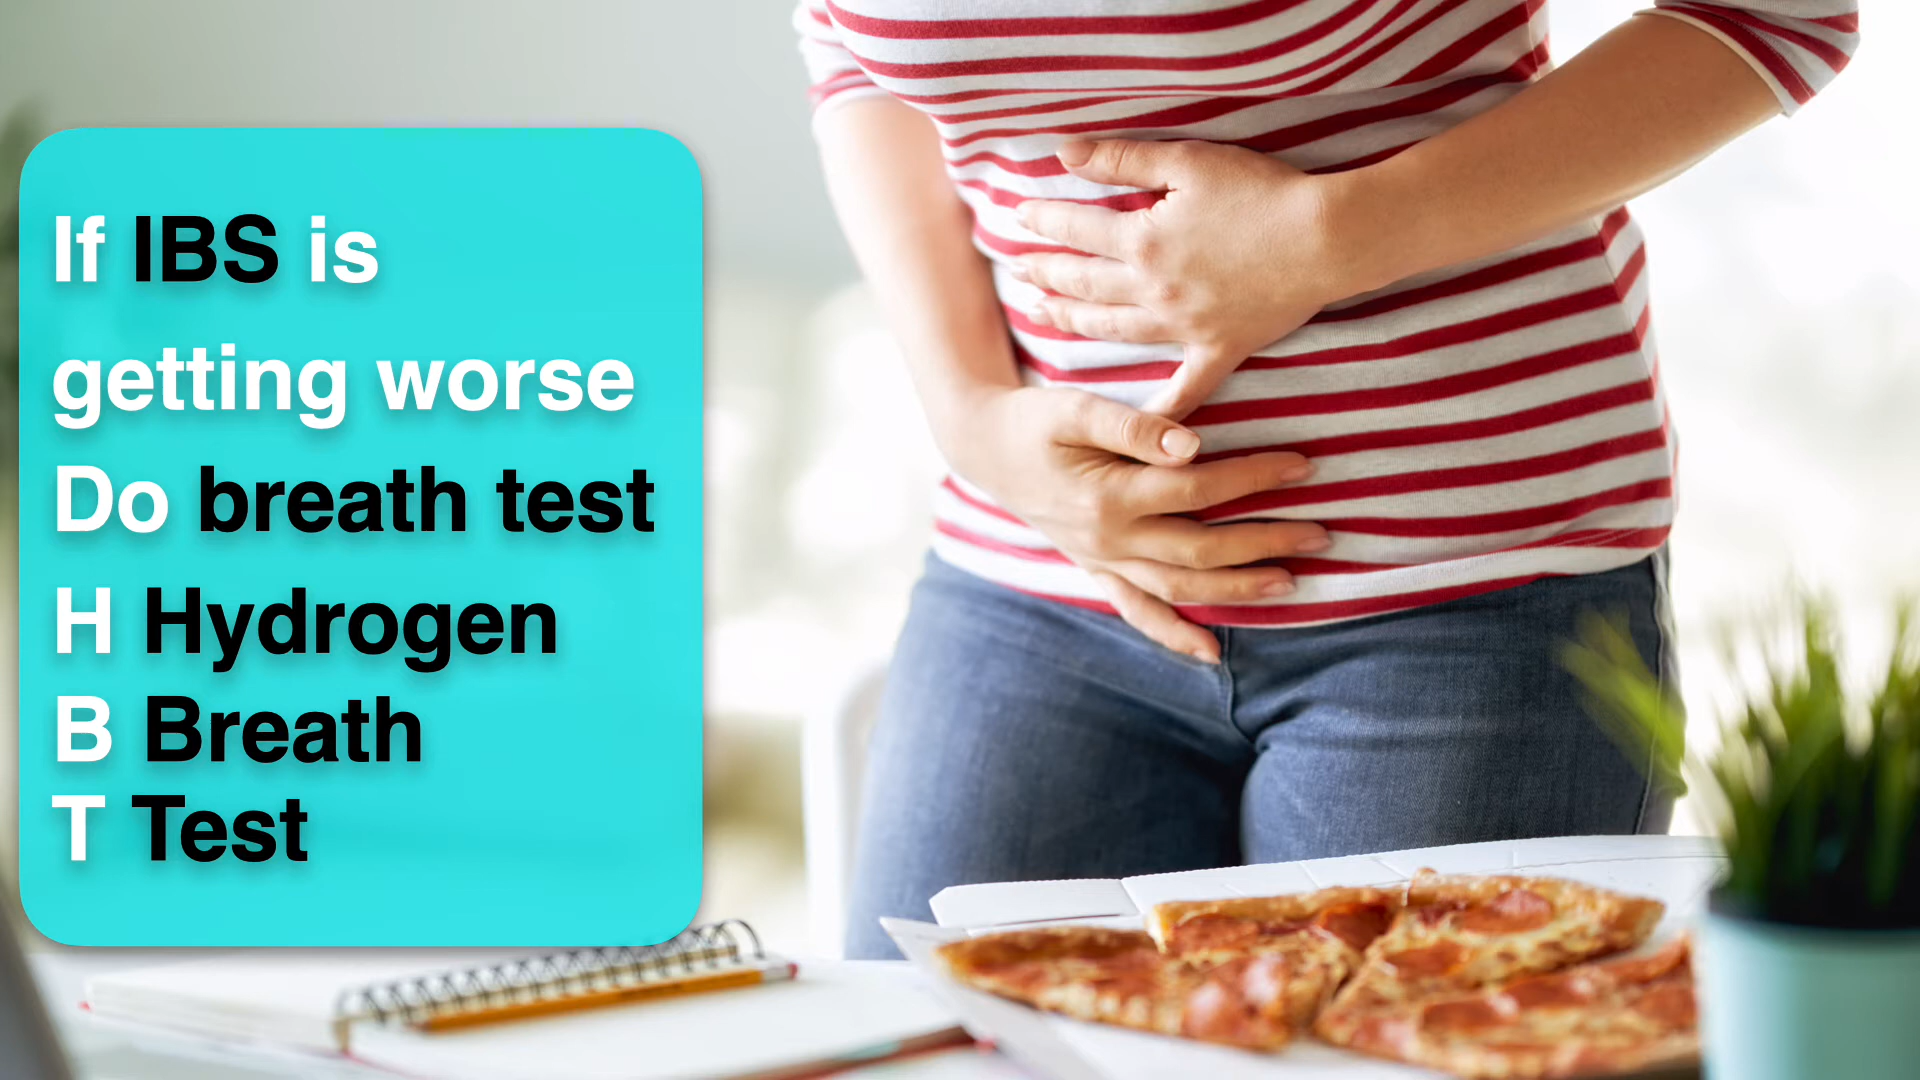 If IBS is
getting worse
Do breath test
H Hydrogen
B Breath
T Test